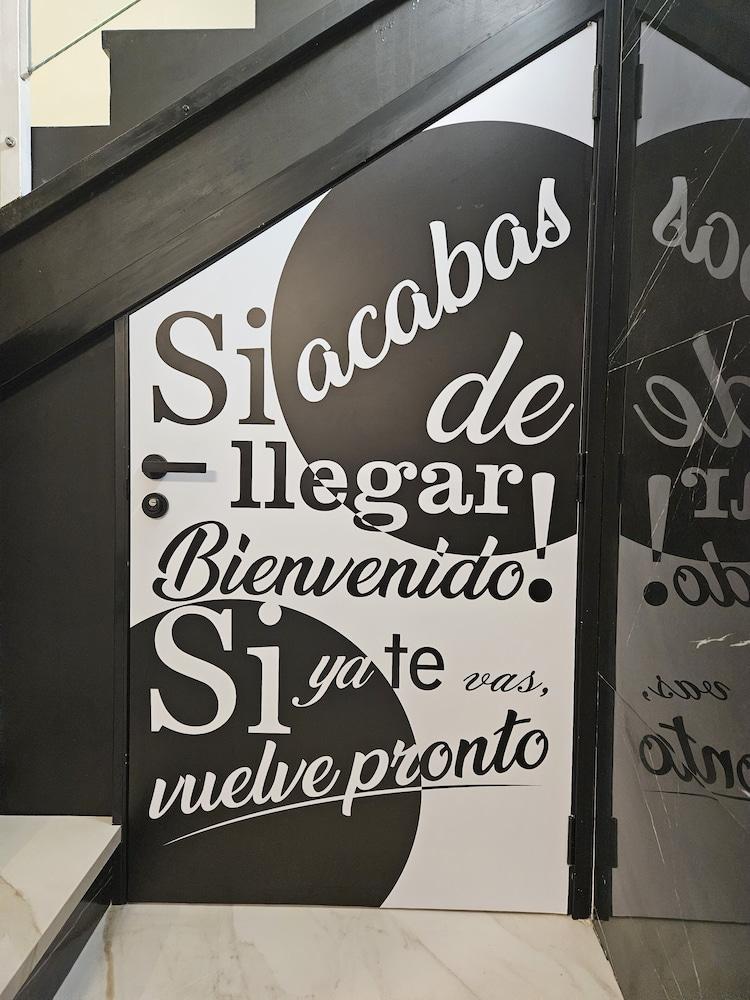 Si acabas
de
llegar
Bienvenido!
Si ya te vas,
vuelve pronto